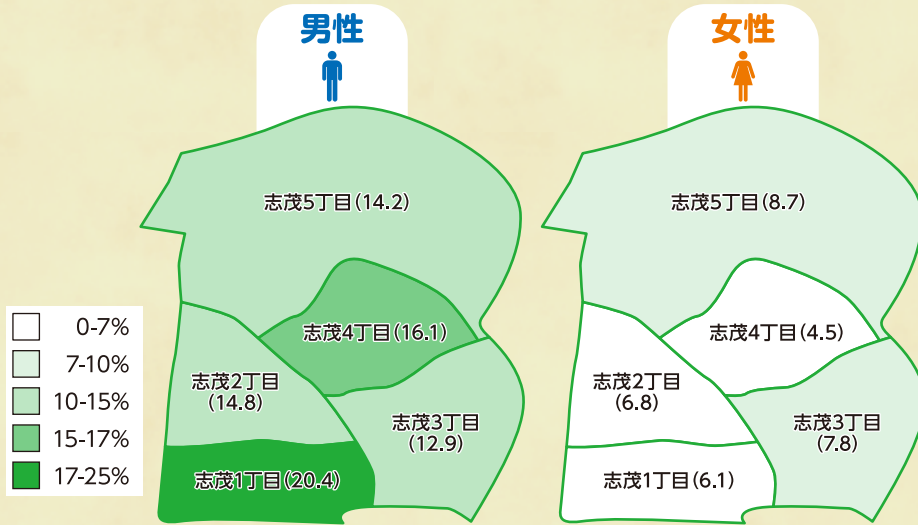 男性
女性
志茂5丁目(14.2)
志茂4丁目(16.1)
志茂2丁目
(14.8)
志茂3丁目
(12.9)
志茂1丁目(20.4)
志茂5丁目(8.7)
志茂4丁目(4.5)
志茂2丁目
(6.8)
志茂3丁目
(7.8)
志茂1丁目(6.1)
0-7%
7-10%
10-15%
15-17%
17-25%